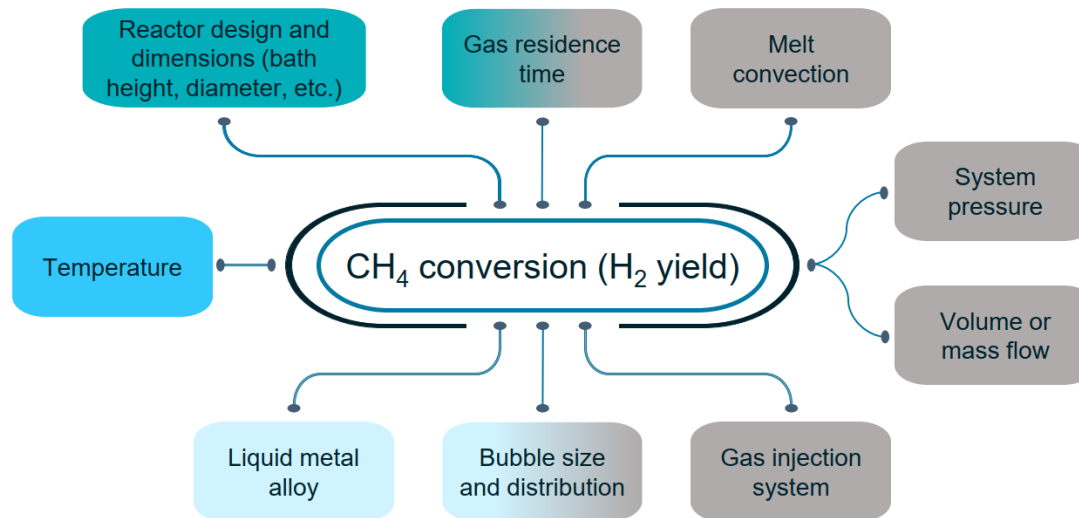 Reactor design and
dimensions (bath
height, diameter, etc.)
Gas residence
time
Melt
convection
System
pressure
Temperature
CH₄ conversion (H₂ yield)
Volume or
mass flow
Liquid metal
alloy
Bubble size
and distribution
Gas injection
system